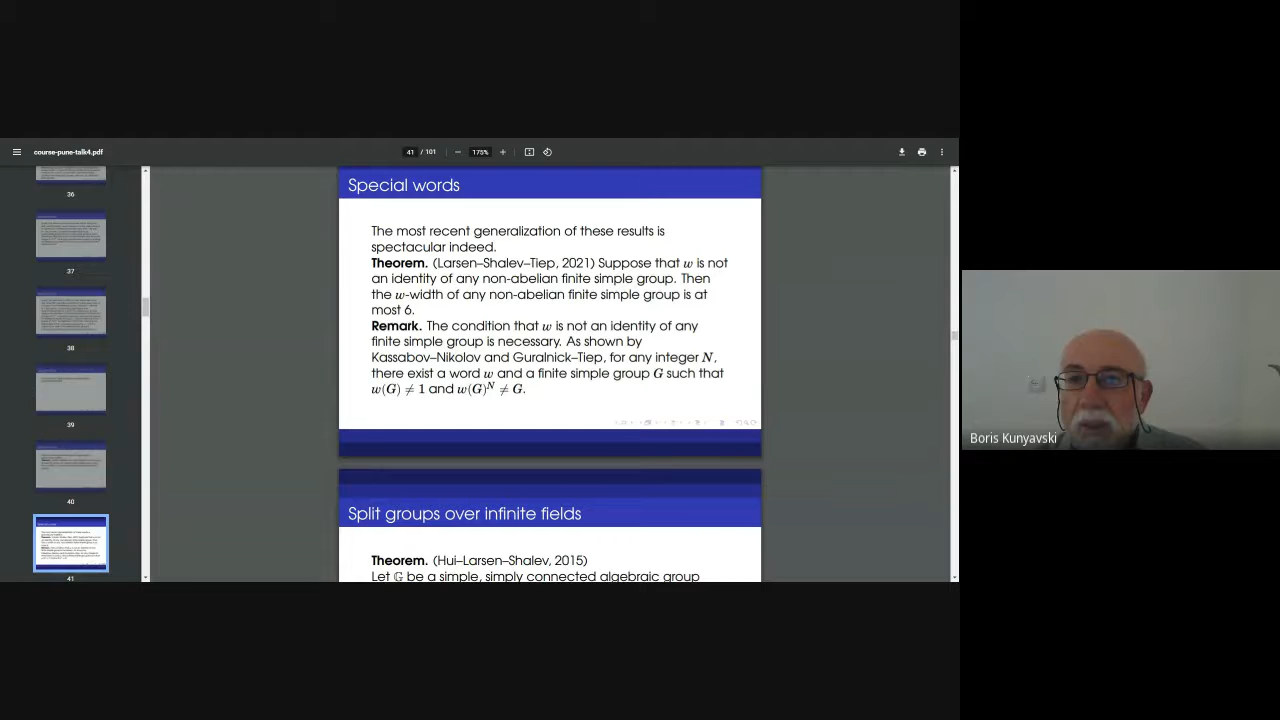 course-pune-talk4.pdf
41 / 101
175%
36
37
38
39
40
41
Special words
The most recent generalization of these results is
spectacular indeed.
Theorem. (Larsen–Shalev–Tiep, 2021) Suppose that w is not
an identity of any non-abelian finite simple group. Then
the w-width of any non-abelian finite simple group is at
most 6.
Remark. The condition that w is not an identity of any
finite simple group is necessary. As shown by
Kassabov–Nikolov and Guralnick–Tiep, for any integer N,
there exist a word w and a finite simple group G such that
w(G) ≠ 1 and w(G)^N ≠ G.
Split groups over infinite fields
Theorem. (Hui–Larsen–Shalev, 2015)
Let 𝔾 be a simple, simply connected algebraic group
Boris Kunyavski